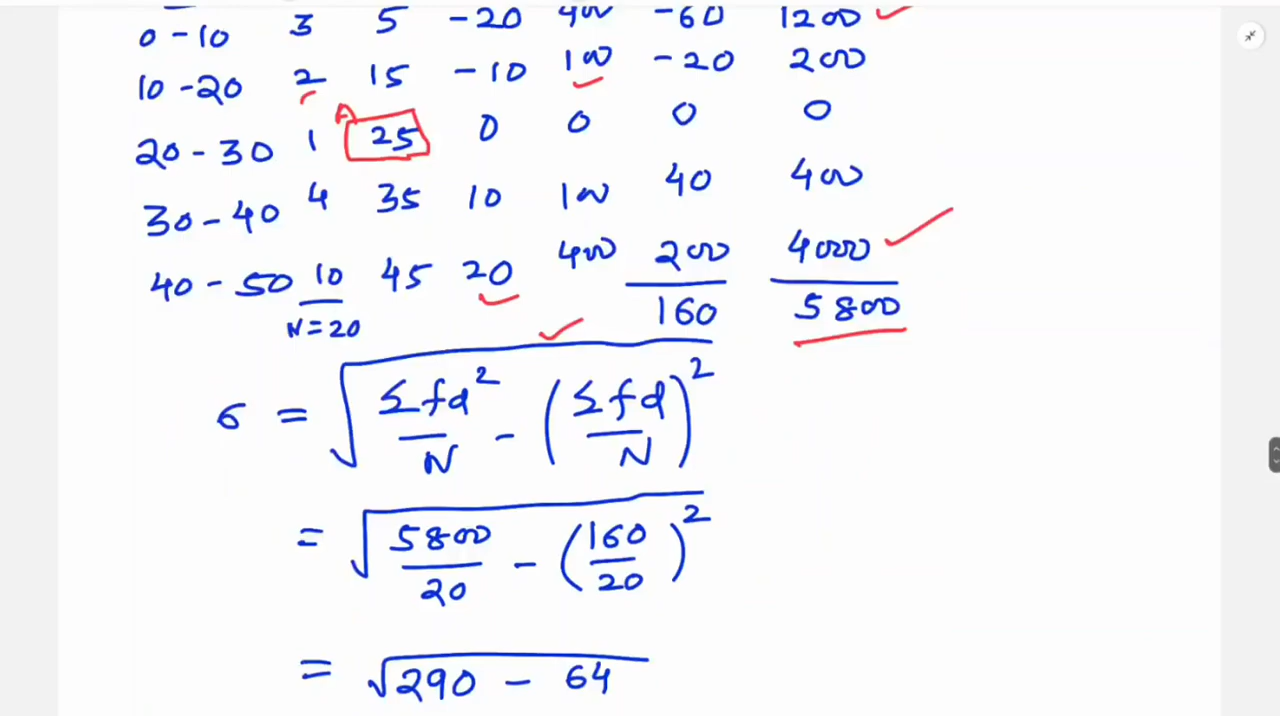 0-10 3 5 -20 400 -60 1200
10-20 2 15 -10 100 -20 200
A
20-30 1 25 0 0 0 0
30-40 4 35 10 100 40 400
40-50 10 45 20 400 200 4000
N=20 160 5800
σ = √(Σfd²/N - (Σfd/N)²)
= √(5800/20 - (160/20)²)
= √290 - 64